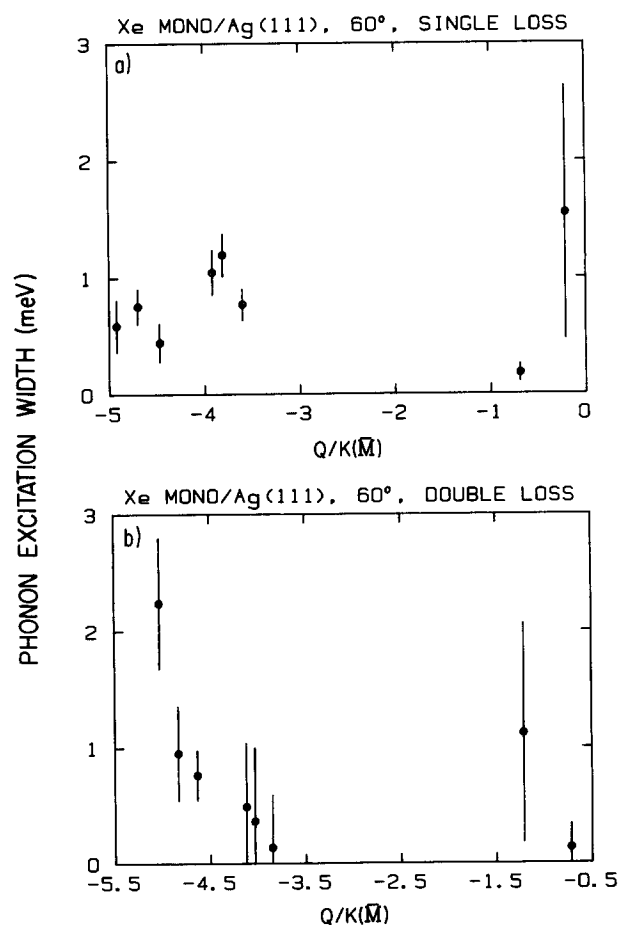 Xe MONO/Ag(111), 60°, SINGLE LOSS
a)
3
2
1
0
-5
-4
-3
-2
-1
0
Q/K(M̅)
PHONON EXCITATION WIDTH (meV)
Xe MONO/Ag(111), 60°, DOUBLE LOSS
b)
3
2
1
0
-5.5
-4.5
-3.5
-2.5
-1.5
-0.5
Q/K(M̅)